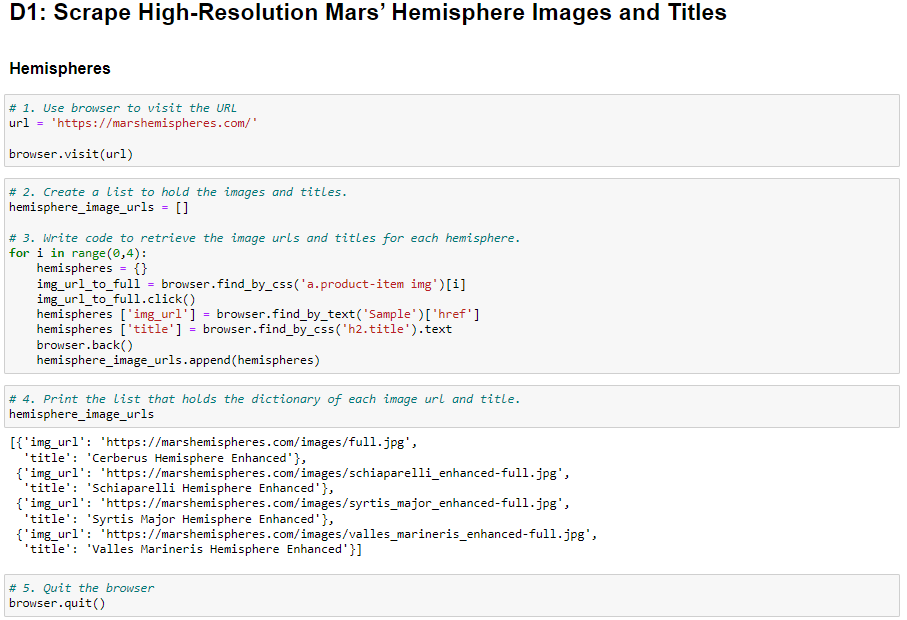 D1: Scrape High-Resolution Mars’ Hemisphere Images and Titles
Hemispheres
# 1. Use browser to visit the URL
url = 'https://marshemispheres.com/'
browser.visit(url)
# 2. Create a list to hold the images and titles.
hemisphere_image_urls = []
# 3. Write code to retrieve the image urls and titles for each hemisphere.
for i in range(0,4):
    hemispheres = {}
    img_url_to_full = browser.find_by_css('a.product-item img')[i]
    img_url_to_full.click()
    hemispheres ['img_url'] = browser.find_by_text('Sample')['href']
    hemispheres ['title'] = browser.find_by_css('h2.title').text
    browser.back()
    hemisphere_image_urls.append(hemispheres)
# 4. Print the list that holds the dictionary of each image url and title.
hemisphere_image_urls
[{'img_url': 'https://marshemispheres.com/images/full.jpg',
  'title': 'Cerberus Hemisphere Enhanced'},
 {'img_url': 'https://marshemispheres.com/images/schiaparelli_enhanced-full.jpg',
  'title': 'Schiaparelli Hemisphere Enhanced'},
 {'img_url': 'https://marshemispheres.com/images/syrtis_major_enhanced-full.jpg',
  'title': 'Syrtis Major Hemisphere Enhanced'},
 {'img_url': 'https://marshemispheres.com/images/valles_marineris_enhanced-full.jpg',
  'title': 'Valles Marineris Hemisphere Enhanced'}]
# 5. Quit the browser
browser.quit()